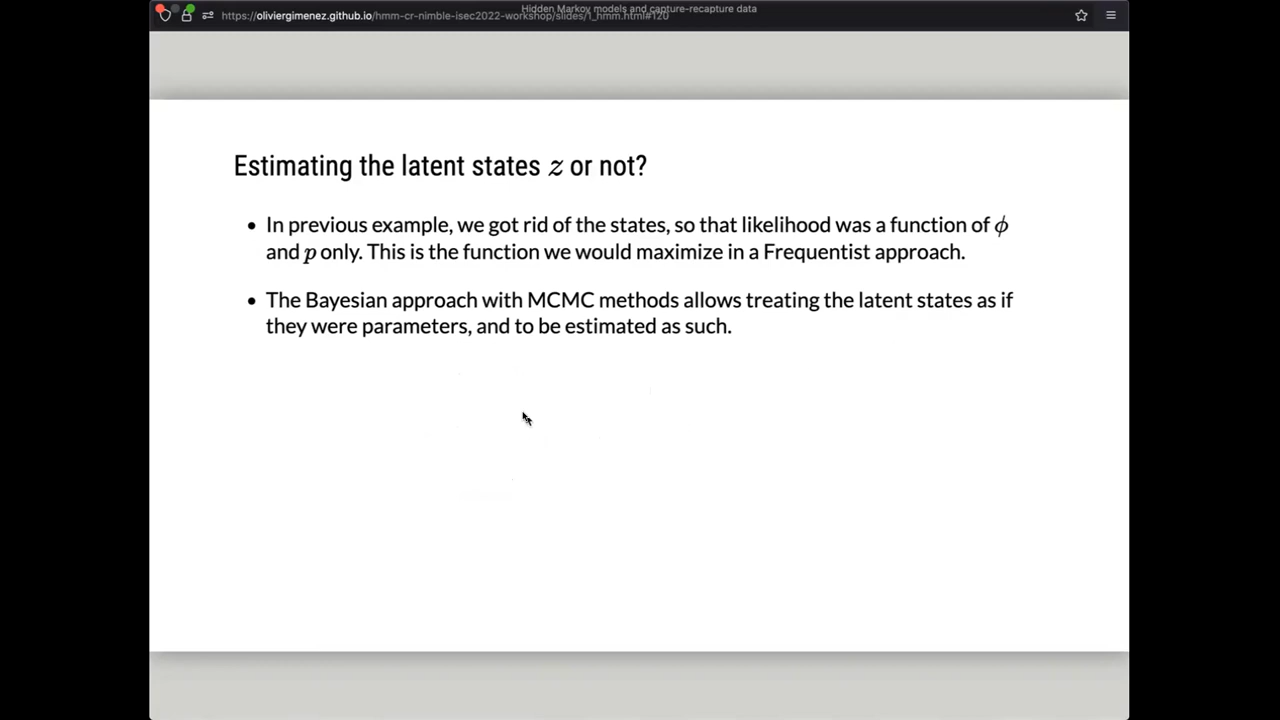 Hidden Markov models and capture-recapture data
https://oliviergimenez.github.io/hmm-cr-nimble-isec2022-workshop/slides/1_hmm.html#120
Estimating the latent states z or not?
• In previous example, we got rid of the states, so that likelihood was a function of ϕ
and p only. This is the function we would maximize in a Frequentist approach.
• The Bayesian approach with MCMC methods allows treating the latent states as if
they were parameters, and to be estimated as such.